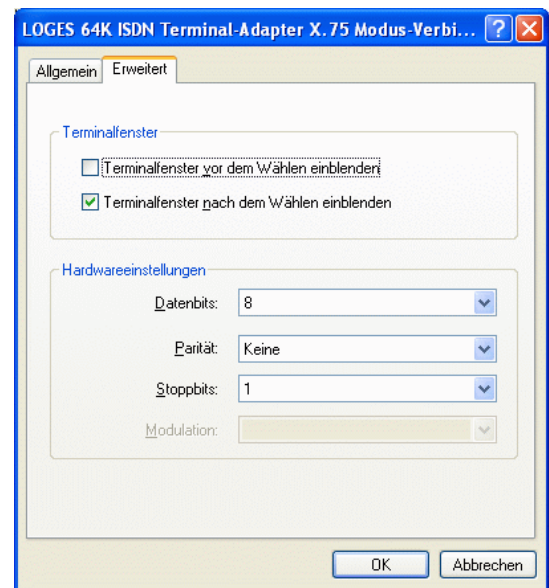 LOGES 64K ISDN Terminal-Adapter X.75 Modus-Verbi...
Allgemein
Erweitert
Terminalfenster
Terminalfenster vor dem Wählen einblenden
Terminalfenster nach dem Wählen einblenden
Hardwareeinstellungen
Datenbits: 8
Parität: Keine
Stoppbits: 1
Modulation:
OK
Abbrechen